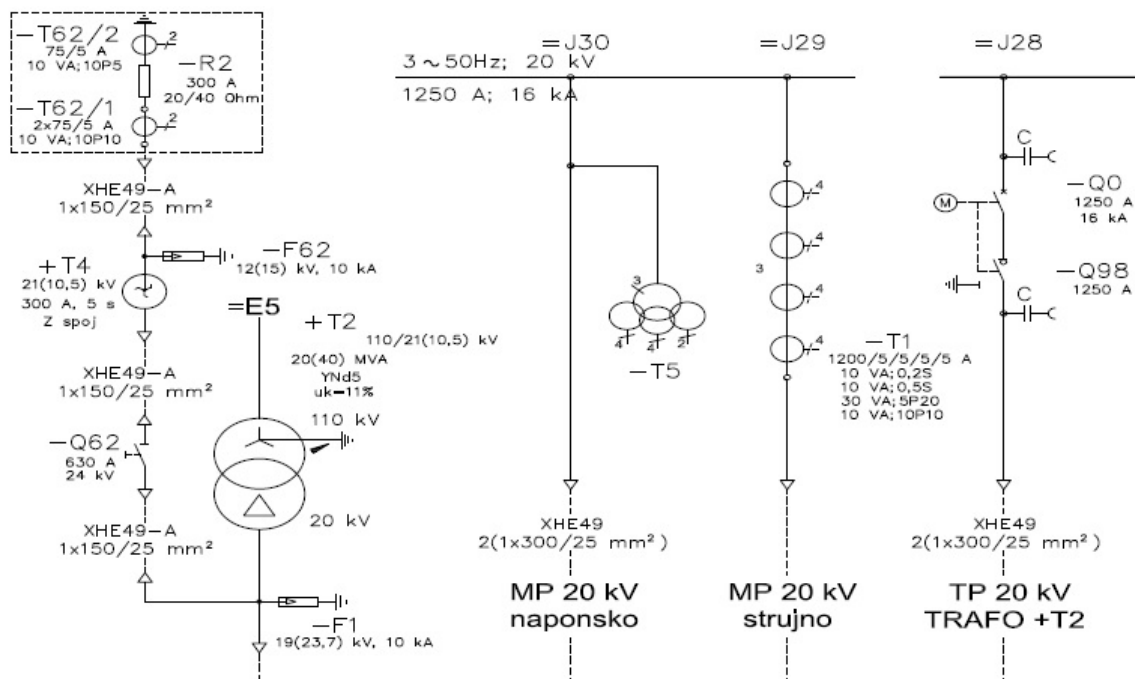 -T62/2
75/5 A
10 VA;10P5
2
-R2
300 A
20/40 Ohm
-T62/1
2x75/5 A
10 VA;10P10
2
XHE49-A
1x150/25 mm²
-F62
12(15) kV, 10 kA
+T4
21(10,5) kV
300 A, 5 s
Z spoj
XHE49-A
1x150/25 mm²
-Q62
630 A
24 kV
XHE49-A
1x150/25 mm²
=E5
+T2
110/21(10,5) kV
20(40) MVA
YNd5
uk-11%
110 kV
20 kV
-F1
19(23,7) kV, 10 kA
=J30
3~50Hz; 20 kV
1250 A; 16 kA
3
4
4
2
-T5
XHE49
2(1x300/25 mm²)
MP 20 kV
naponsko
=J29
4
4
3
4
4
-T1
1200/5/5/5/5 A
10 VA;0,2S
10 VA;0,5S
30 VA;5P20
10 VA;10P10
MP 20 kV
strujno
=J28
C
-Q0
1250 A
16 kA
M
-Q98
1250 A
C
XHE49
2(1x300/25 mm²)
TP 20 kV
TRAFO +T2